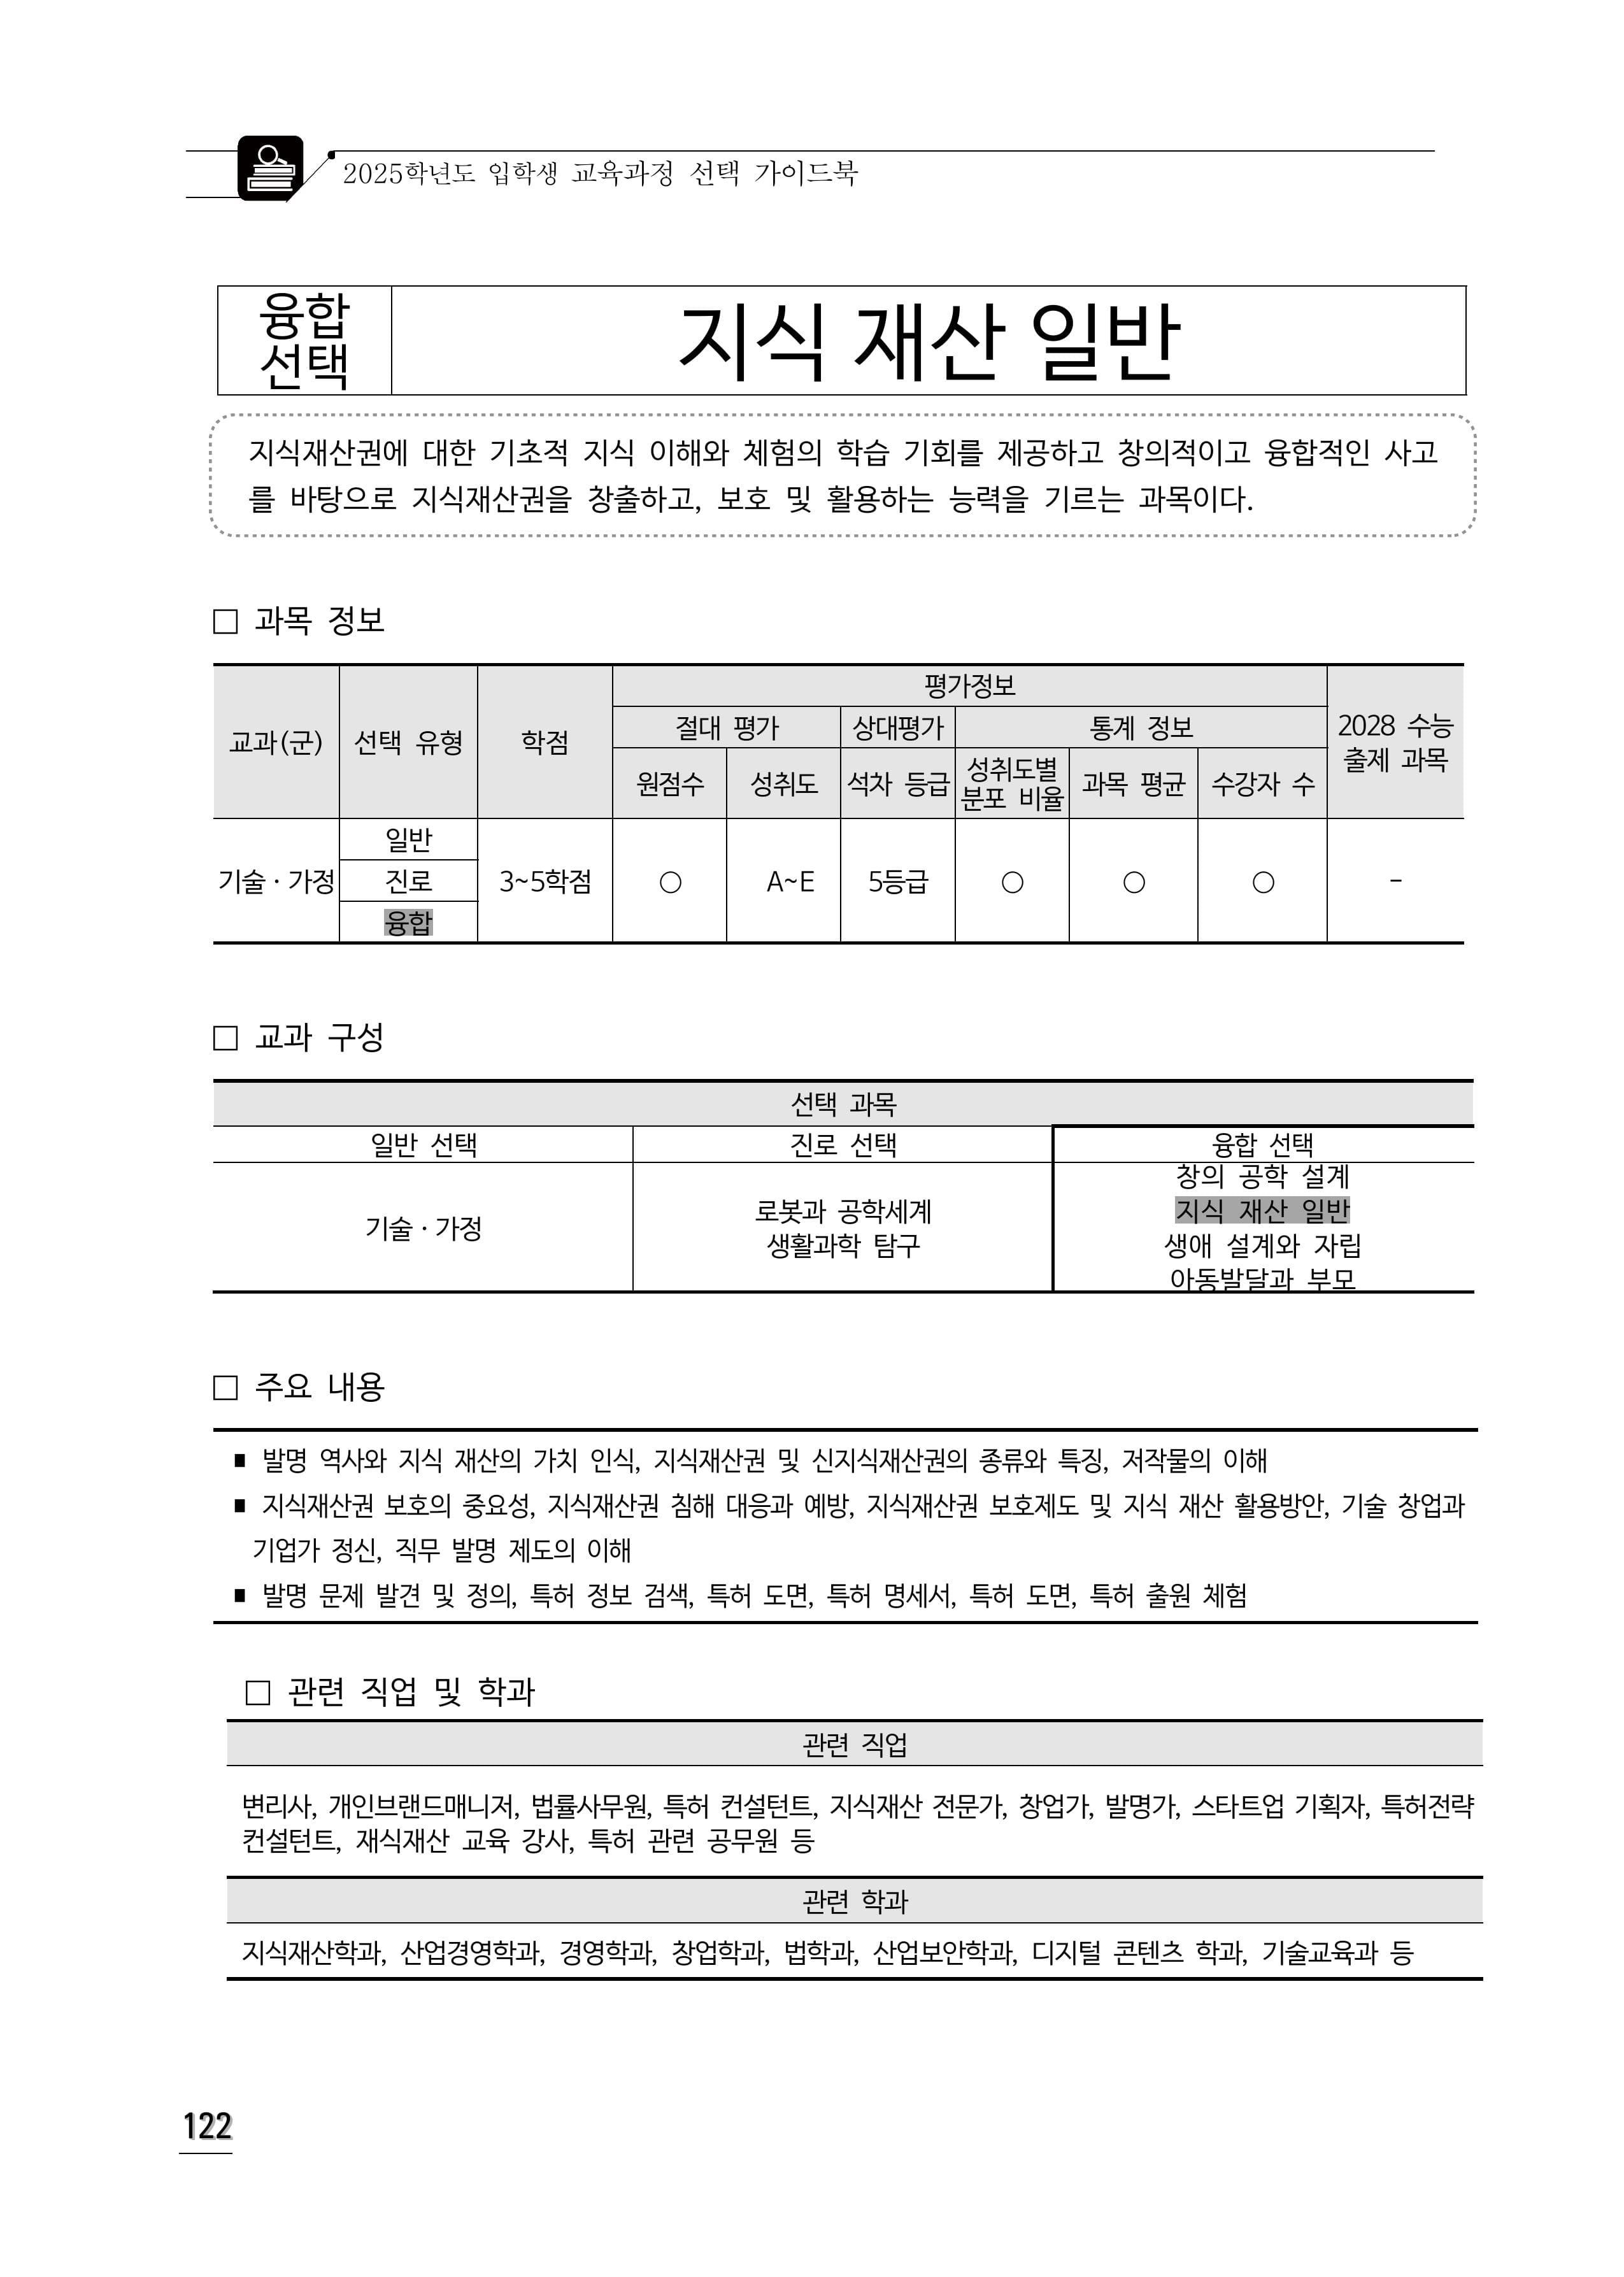 2025학년도 입학생 교육과정 선택 가이드북
융합
선택
지식 재산 일반
지식재산권에 대한 기초적 지식 이해와 체험의 학습 기회를 제공하고 창의적이고 융합적인 사고
를 바탕으로 지식재산권을 창출하고, 보호 및 활용하는 능력을 기르는 과목이다.
□ 과목 정보
교과(군) 선택 유형 학점 평가정보 2028 수능
출제 과목
절대 평가 상대평가 통계 정보
원점수 성취도 석차 등급 성취도별
분포 비율 과목 평균 수강자 수
기술·가정 일반
진로
융합
3~5학점 ○ A~E 5등급 ○ ○ ○ -
□ 교과 구성
선택 과목
일반 선택 진로 선택 융합 선택
기술·가정
로봇과 공학세계
생활과학 탐구
창의 공학 설계
지식 재산 일반
생애 설계와 자립
아동발달과 부모
□ 주요 내용
■ 발명 역사와 지식 재산의 가치 인식, 지식재산권 및 신지식재산권의 종류와 특징, 저작물의 이해
■ 지식재산권 보호의 중요성, 지식재산권 침해 대응과 예방, 지식재산권 보호제도 및 지식 재산 활용방안, 기술 창업과
기업가 정신, 직무 발명 제도의 이해
■ 발명 문제 발견 및 정의, 특허 정보 검색, 특허 도면, 특허 명세서, 특허 도면, 특허 출원 체험
□ 관련 직업 및 학과
관련 직업
변리사, 개인브랜드매니저, 법률사무원, 특허 컨설턴트, 지식재산 전문가, 창업가, 발명가, 스타트업 기획자, 특허전략
컨설턴트, 재식재산 교육 강사, 특허 관련 공무원 등
관련 학과
지식재산학과, 산업경영학과, 경영학과, 창업학과, 법학과, 산업보안학과, 디지털 콘텐츠 학과, 기술교육과 등
122